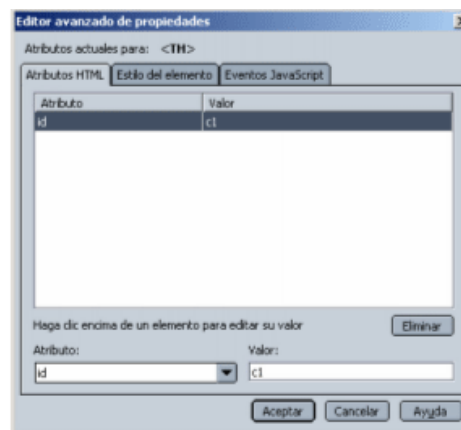 Editor avanzado de propiedades
Atributos actuales para: <TH>
Atributos HTML Estilo del elemento Eventos JavaScript
Atributo Valor
id c1
Haga clic encima de un elemento para editar su valor Eliminar
Atributo: Valor:
id c1
Aceptar Cancelar Ayuda